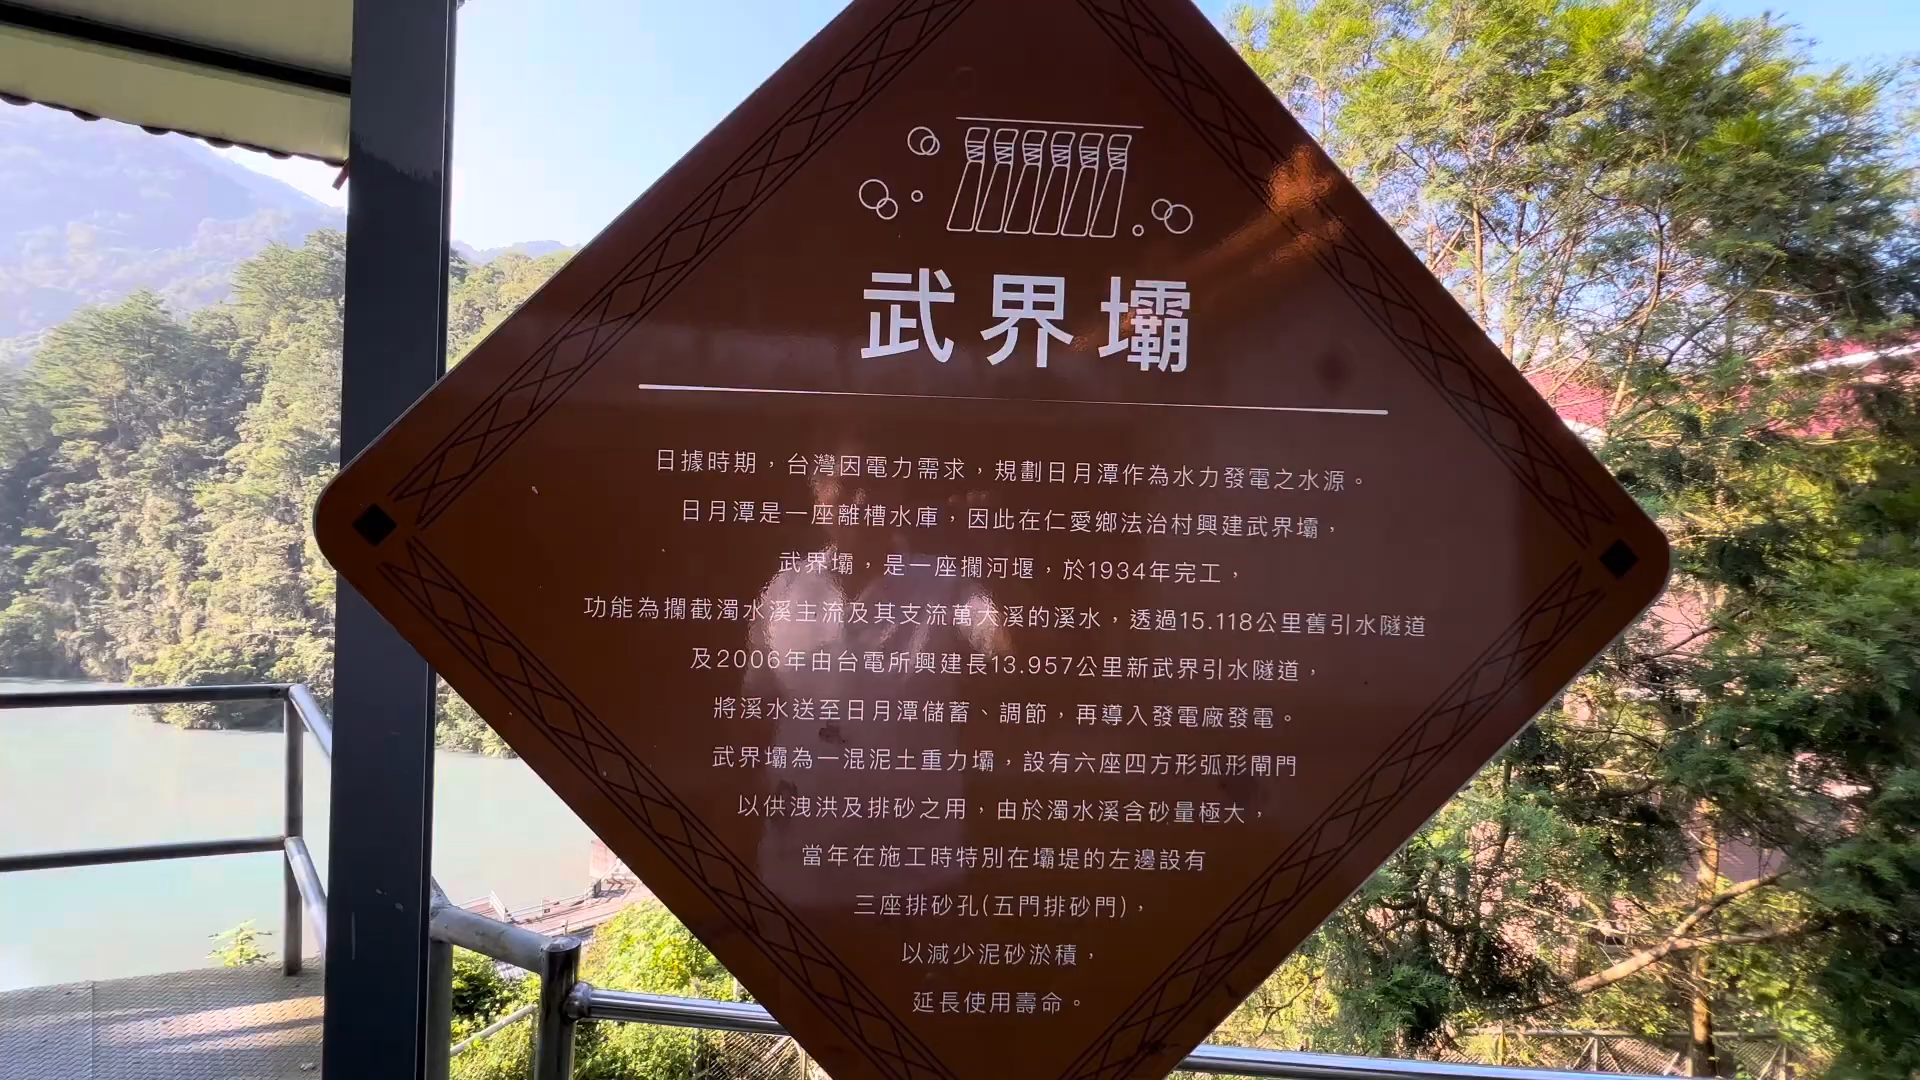 武界壩
日據時期，台灣因電力需求，規劃日月潭作為水力發電之水源。
日月潭是一座離槽水庫，因此在仁愛鄉法治村興建武界壩，
武界壩，是一座攔河堰，於1934年完工，
功能為攔截濁水溪主流及其支流萬大溪的溪水，透過15.118公里舊引水隧道
及2006年由台電所興建長13.957公里新武界引水隧道，
將溪水送至日月潭儲蓄、調節，再導入發電廠發電。
武界壩為一混泥土重力壩，設有六座四方形弧形閘門
以供洩洪及排砂之用，由於濁水溪含砂量極大，
當年在施工時特別在壩堤的左邊設有
三座排砂孔(五門排砂門)，
以減少泥砂淤積，
延長使用壽命。